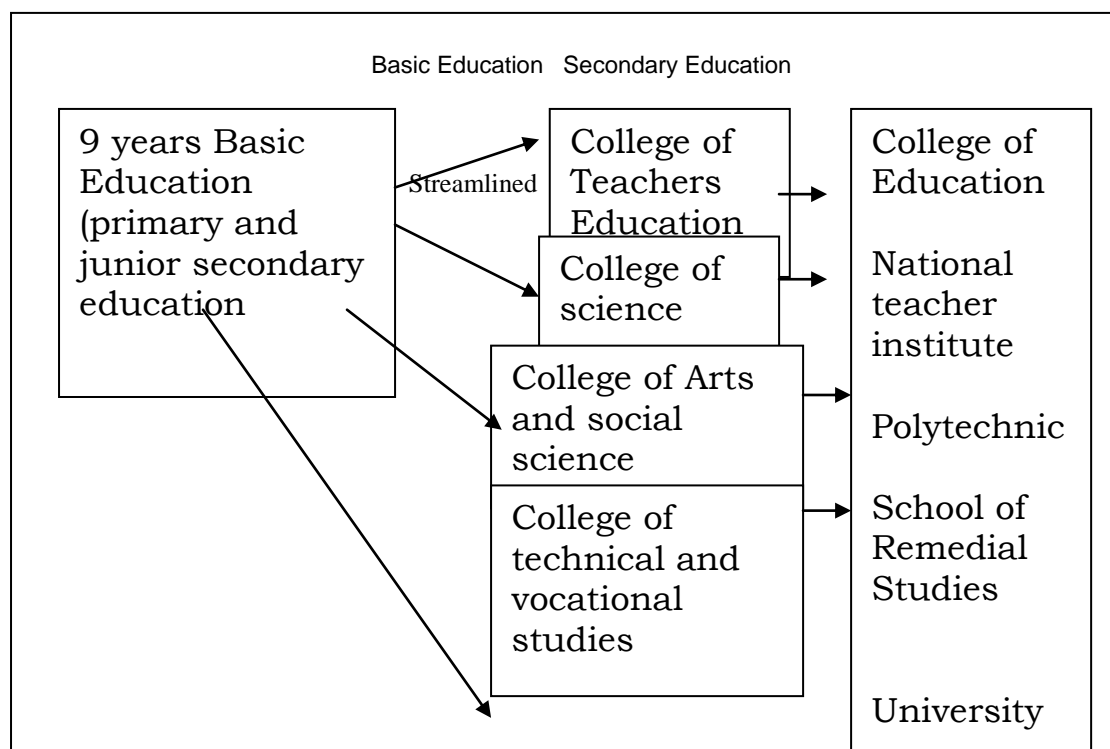 Basic Education Secondary Education
9 years Basic
Education
(primary and
junior secondary
education
Streamlined
College of
Teachers
Education
College of
science
College of Arts
and social
science
College of
technical and
vocational
studies
College of
Education
National
teacher
institute
Polytechnic
School of
Remedial
Studies
University